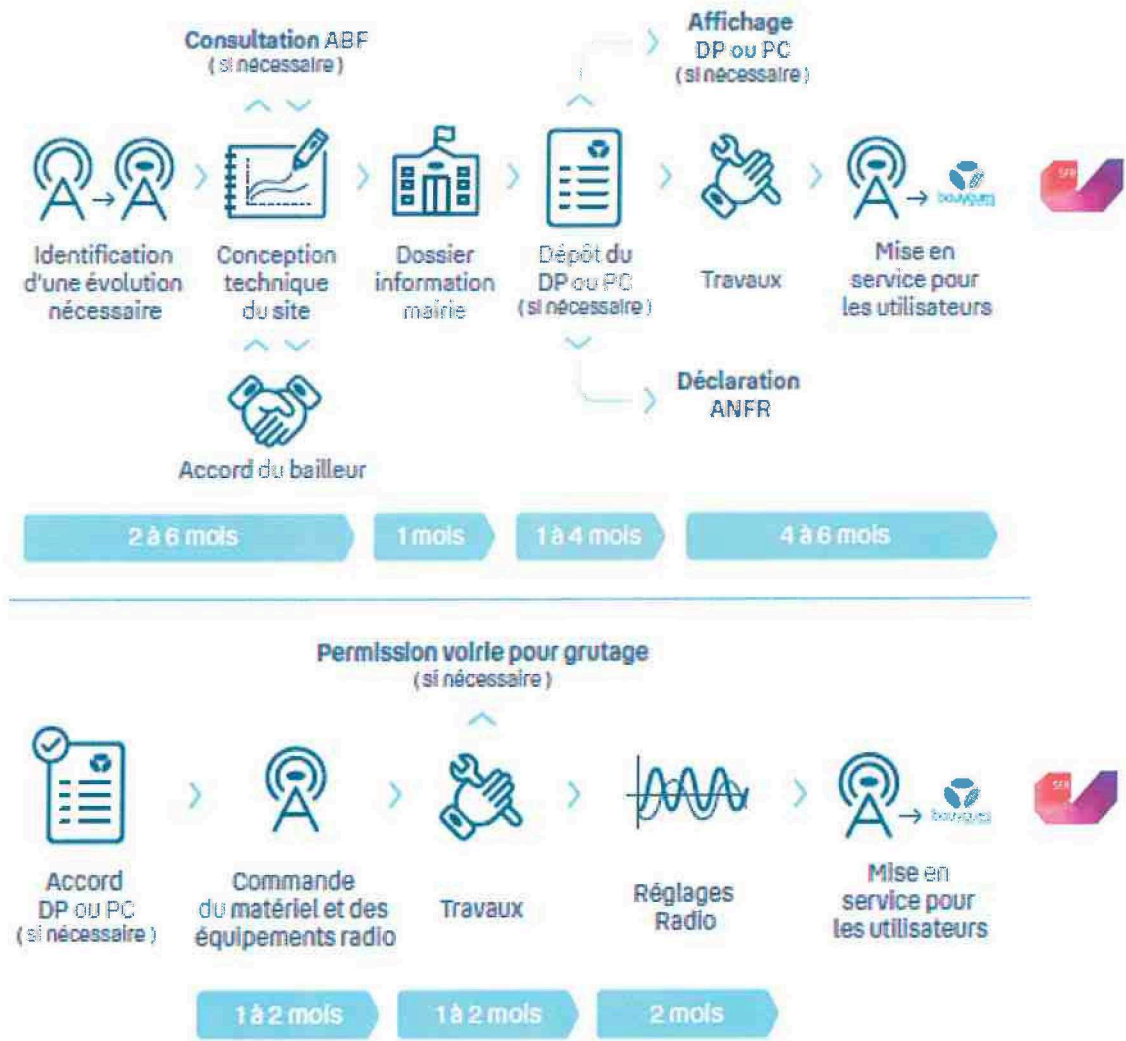 Consultation ABF
(si nécessaire)
Affichage
DP ou PC
(si nécessaire)
Identification
d'une évolution
nécessaire
Conception
technique
du site
Dossier
information
mairie
Dépôt du
DP ou PC
(si nécessaire)
Travaux
bouygues
SFR
Mise en
service pour
les utilisateurs
Accord du bailleur
Déclaration
ANFR
2 à 6 mois
1 mois
1 à 4 mois
4 à 6 mois
Permission voirie pour grutage
(si nécessaire)
Accord
DP ou PC
(si nécessaire)
Commande
du matériel et des
équipements radio
Travaux
Réglages
Radio
bouygues
SFR
Mise en
service pour
les utilisateurs
1 à 2 mois
1 à 2 mois
2 mois